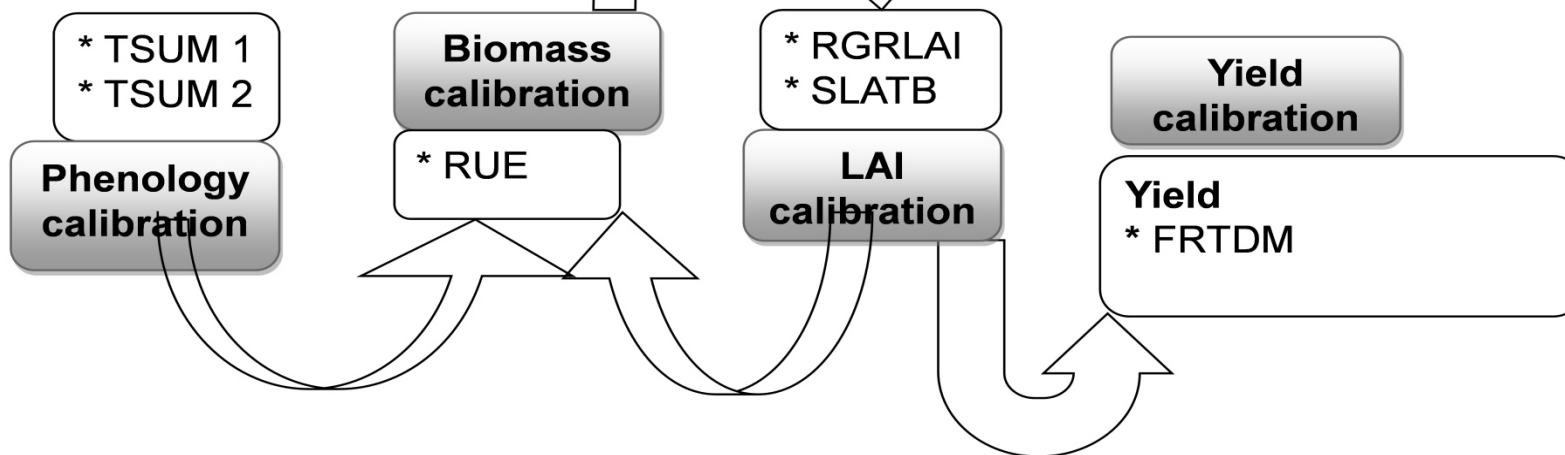 * TSUM 1
* TSUM 2
Phenology
calibration
Biomass
calibration
* RUE
* RGRLAI
* SLATB
LAI
calibration
Yield
calibration
Yield
* FRTDM